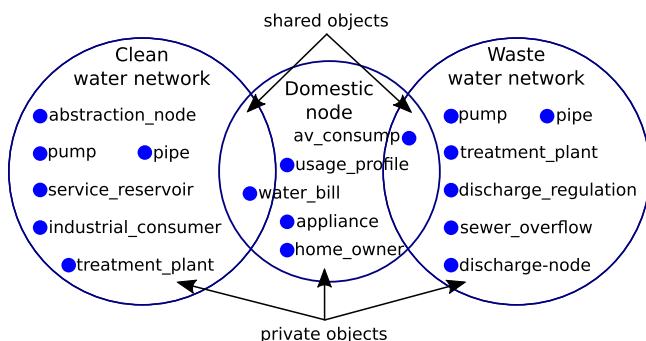 shared objects
Clean
water network
abstraction_node
pump
pipe
service_reservoir
industrial_consumer
treatment_plant
Domestic
node
av_consump
usage_profile
water_bill
appliance
home_owner
Waste
water network
pump
pipe
treatment_plant
discharge_regulation
sewer_overflow
discharge-node
private objects